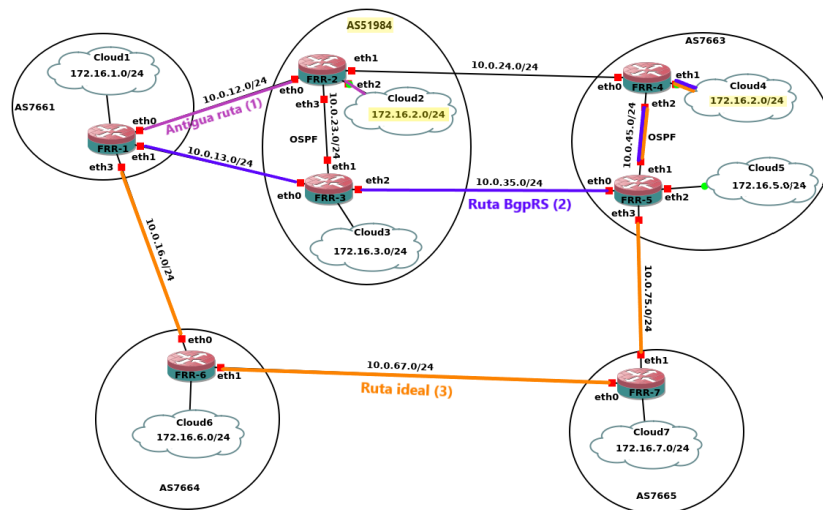 AS51984
AS7663
AS7661
Cloud1
172.16.1.0/24
eth1
FRR-2
eth0
eth2
eth3
10.0.24.0/24
eth0
FRR-4
eth1
eth2
Cloud4
172.16.2.0/24
10.0.12.0/24
Antigua ruta (1)
Cloud2
172.16.2.0/24
10.0.23.0/24
OSPF
10.0.45.0/24
OSPF
eth0
FRR-1
eth1
eth3
10.0.13.0/24
eth1
eth0
FRR-3
eth2
10.0.35.0/24
Ruta BgpRS (2)
eth1
eth0
FRR-5
eth2
eth3
Cloud5
172.16.5.0/24
Cloud3
172.16.3.0/24
10.0.16.0/24
10.0.75.0/24
eth0
FRR-6
eth1
10.0.67.0/24
Ruta ideal (3)
eth1
eth0
FRR-7
Cloud6
172.16.6.0/24
Cloud7
172.16.7.0/24
AS7664
AS7665